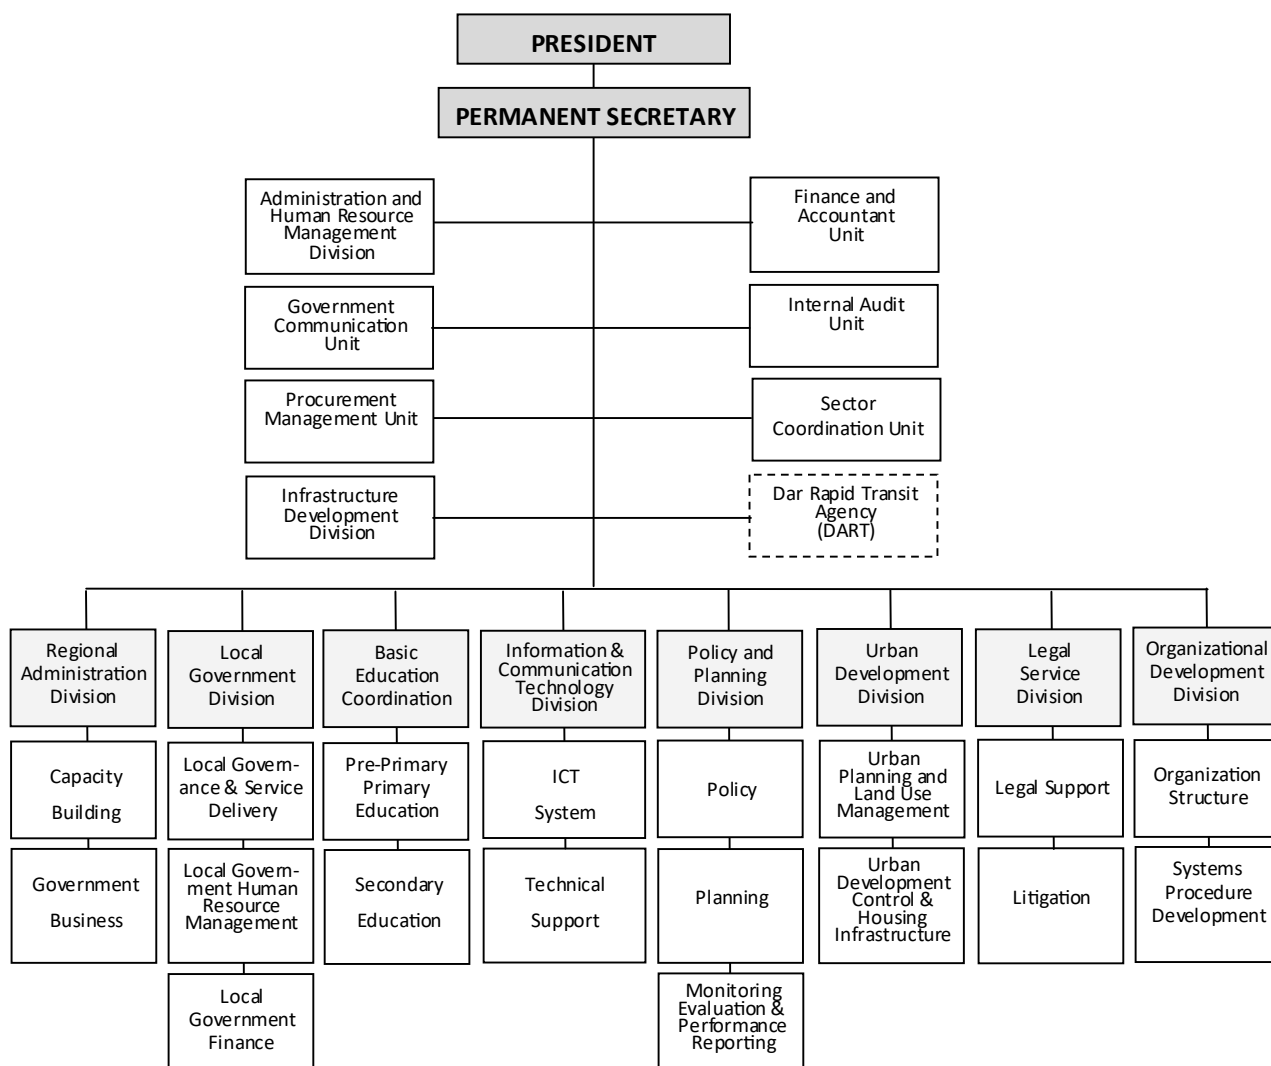 PRESIDENT
PERMANENT SECRETARY
Administration and
Human Resource
Management
Division
Finance and
Accountant
Unit
Government
Communication
Unit
Internal Audit
Unit
Procurement
Management Unit
Sector
Coordination Unit
Infrastructure
Development
Division
Dar Rapid Transit
Agency
(DART)
Regional
Administration
Division
Local
Government
Division
Basic
Education
Coordination
Information &
Communication
Technology
Division
Policy and
Planning
Division
Urban
Development
Division
Legal
Service
Division
Organizational
Development
Division
Capacity
Building
Local Govern-
ance & Service
Delivery
Pre-Primary
Primary
Education
ICT
System
Policy
Urban
Planning and
Land Use
Management
Legal Support
Organization
Structure
Government
Business
Local Govern-
ment Human
Resource
Management
Secondary
Education
Technical
Support
Planning
Urban
Development
Control &
Housing
Infrastructure
Litigation
Systems
Procedure
Development
Local
Government
Finance
Monitoring
Evaluation &
Performance
Reporting